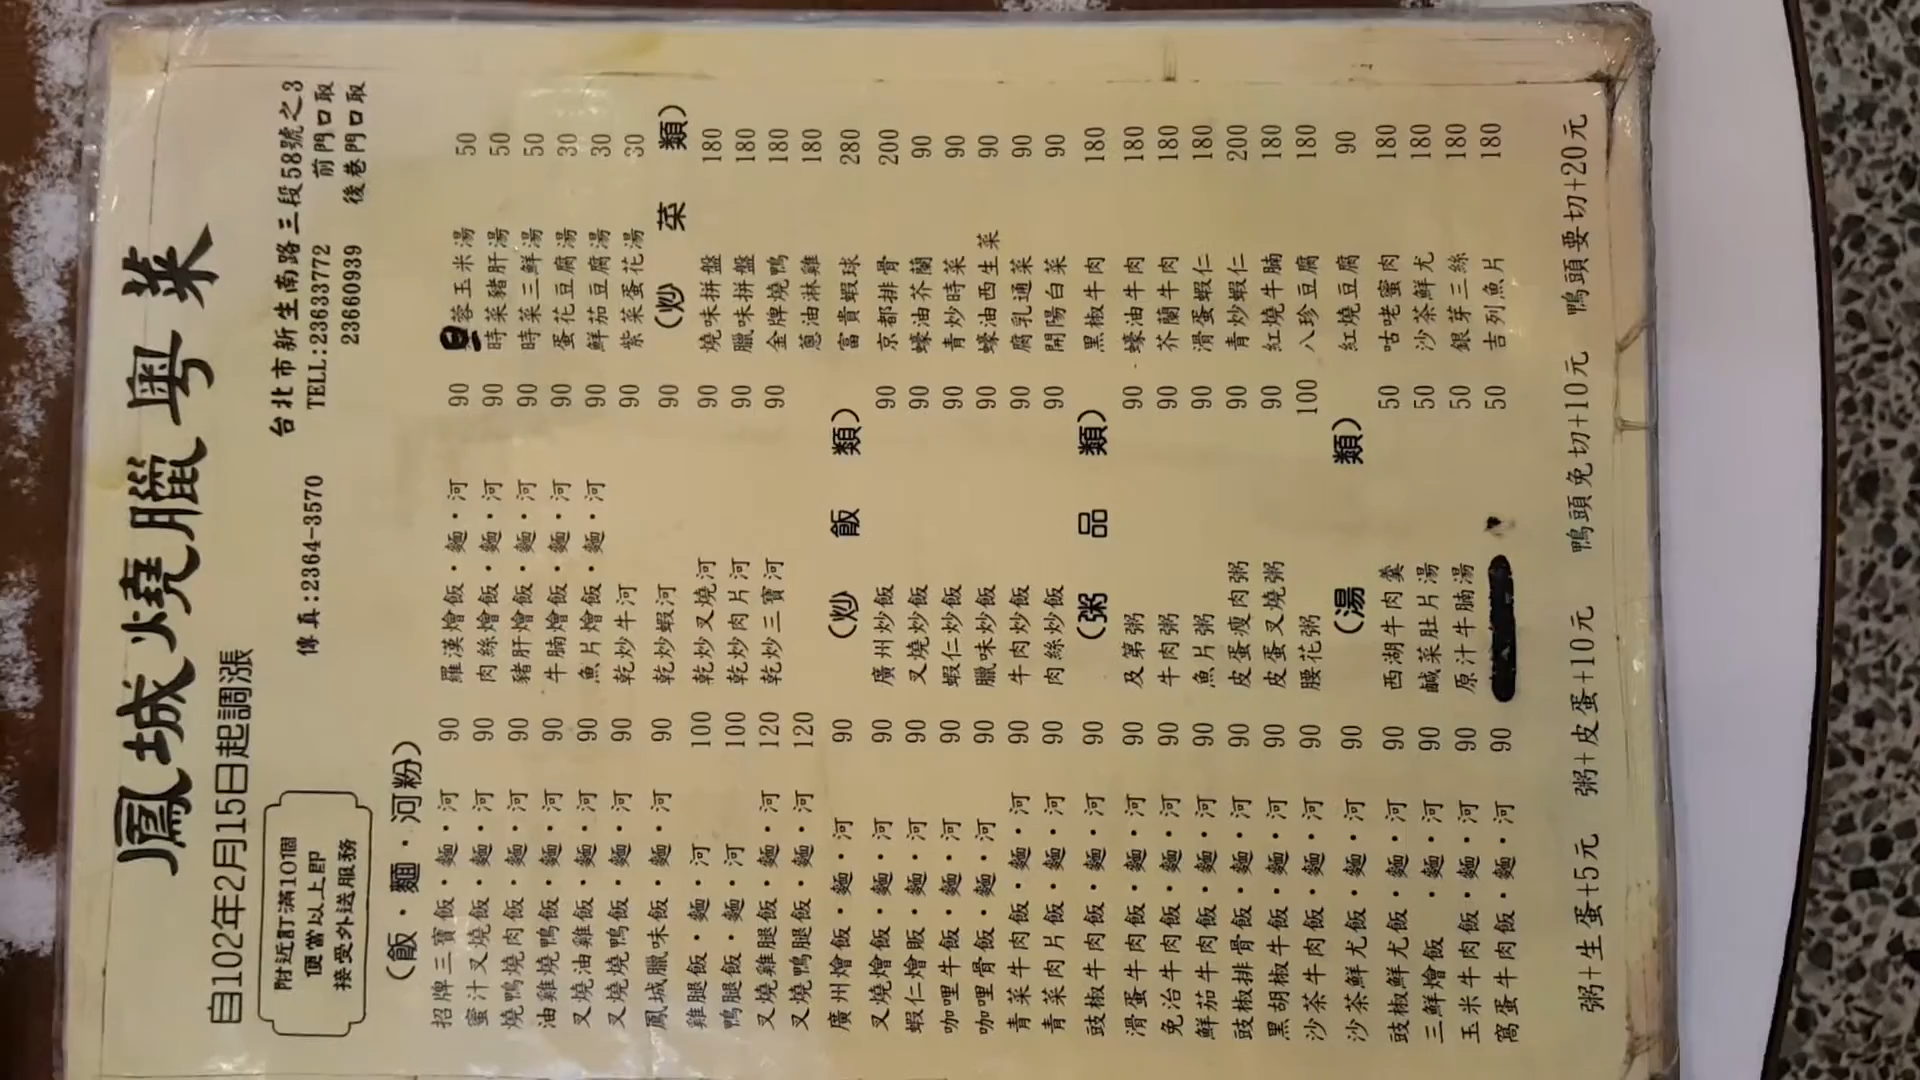 鳳城燒臘粵菜
自102年2月15日起調漲
台北市新生南路三段58號之3
傳真:2364-3570 TELL:23633772 前門口取
23660939 後巷門口取
附近訂滿10個
便當以上即
接受外送服務
(飯·麵·河粉)
招牌三寶飯·麵·河 90
蜜汁叉燒飯·麵·河 90
燒鴨燒肉飯·麵·河 90
油雞燒鴨飯·麵·河 90
叉燒油雞飯·麵·河 90
叉燒燒鴨飯·麵·河 90
鳳城臘味飯·麵·河 90
雞腿飯·麵·河 100
鴨腿飯·麵·河 100
叉燒雞腿飯·麵·河 120
叉燒鴨腿飯·麵·河 120
廣州燴飯·麵·河 90
叉燒燴飯·麵·河 90
蝦仁燴販·麵·河 90
咖哩牛飯·麵·河 90
咖哩骨飯·麵·河 90
青菜牛肉飯·麵·河 90
青菜肉片飯·麵·河 90
豉椒牛肉飯·麵·河 90
滑蛋牛肉飯·麵·河 90
免治牛肉飯·麵·河 90
鮮茄牛肉飯·麵·河 90
豉椒排骨飯·麵·河 90
黑胡椒牛飯·麵·河 90
沙茶牛肉飯·麵·河 90
沙茶鮮尤飯·麵·河 90
豉椒鮮尤飯·麵·河 90
三鮮燴飯·麵·河 90
玉米牛肉飯·麵·河 90
窩蛋牛肉飯·麵·河 90
羅漢燴飯·麵·河 90
肉絲燴飯·麵·河 90
豬肝燴飯·麵·河 90
牛腩燴飯·麵·河 90
魚片燴飯·麵·河 90
乾炒牛河 90
乾炒蝦河 90
乾炒叉燒河 90
乾炒肉片河 90
乾炒三寶河 90
(炒飯類)
廣州炒飯 90
叉燒炒飯 90
蝦仁炒飯 90
臘味炒飯 90
牛肉炒飯 90
肉絲炒飯 90
(粥品類)
及第粥 90
牛肉粥 90
魚片粥 90
皮蛋瘦肉粥 90
皮蛋叉燒粥 90
腰花粥 100
(湯類)
西湖牛肉羹 50
鹹菜肚片湯 50
原汁牛腩湯 50
50
蓉玉米湯 50
時菜豬肝湯 50
時菜三鮮湯 50
蛋花豆腐湯 30
鮮茄豆腐湯 30
紫菜蛋花湯 30
(炒菜類)
燒味拼盤 180
臘味拼盤 180
金牌燒鴨 180
蔥油淋雞 180
富貴蝦球 280
京都排骨 200
蠔油芥蘭 90
青炒時菜 90
蠔油西生菜 90
腐乳通菜 90
開陽白菜 90
黑椒牛肉 180
蠔油牛肉 180
芥蘭牛肉 180
滑蛋蝦仁 180
青炒蝦仁 200
紅燒牛腩 180
八珍豆腐 180
紅燒豆腐 90
咕咾蜜肉 180
沙茶鮮尤 180
銀芽三絲 180
吉列魚片 180
粥+生蛋+5元 粥+皮蛋+10元 鴨頭免切+10元 鴨頭要切+20元